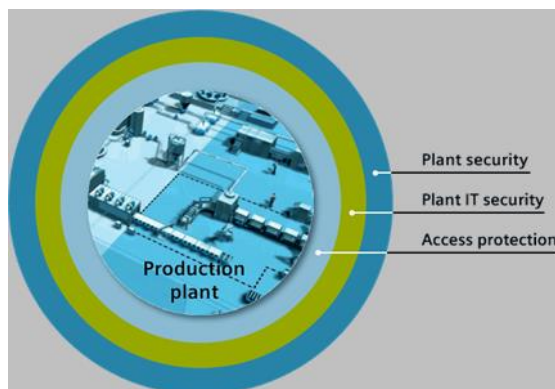 Plant security
Plant IT security
Access protection
Production
plant